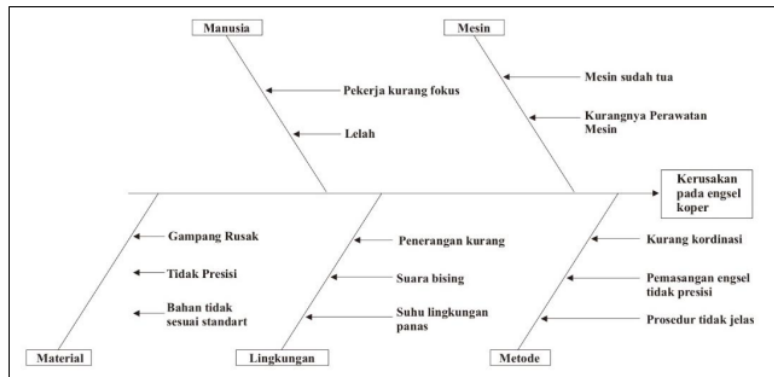 Manusia
Mesin
Pekerja kurang fokus
Lelah
Mesin sudah tua
Kurangnya Perawatan
Mesin
Kerusakan
pada engsel
koper
Gampang Rusak
Tidak Presisi
Bahan tidak
sesuai standart
Penerangan kurang
Suara bising
Suhu lingkungan
panas
Kurang kordinasi
Pemasangan engsel
tidak presisi
Prosedur tidak jelas
Material
Lingkungan
Metode